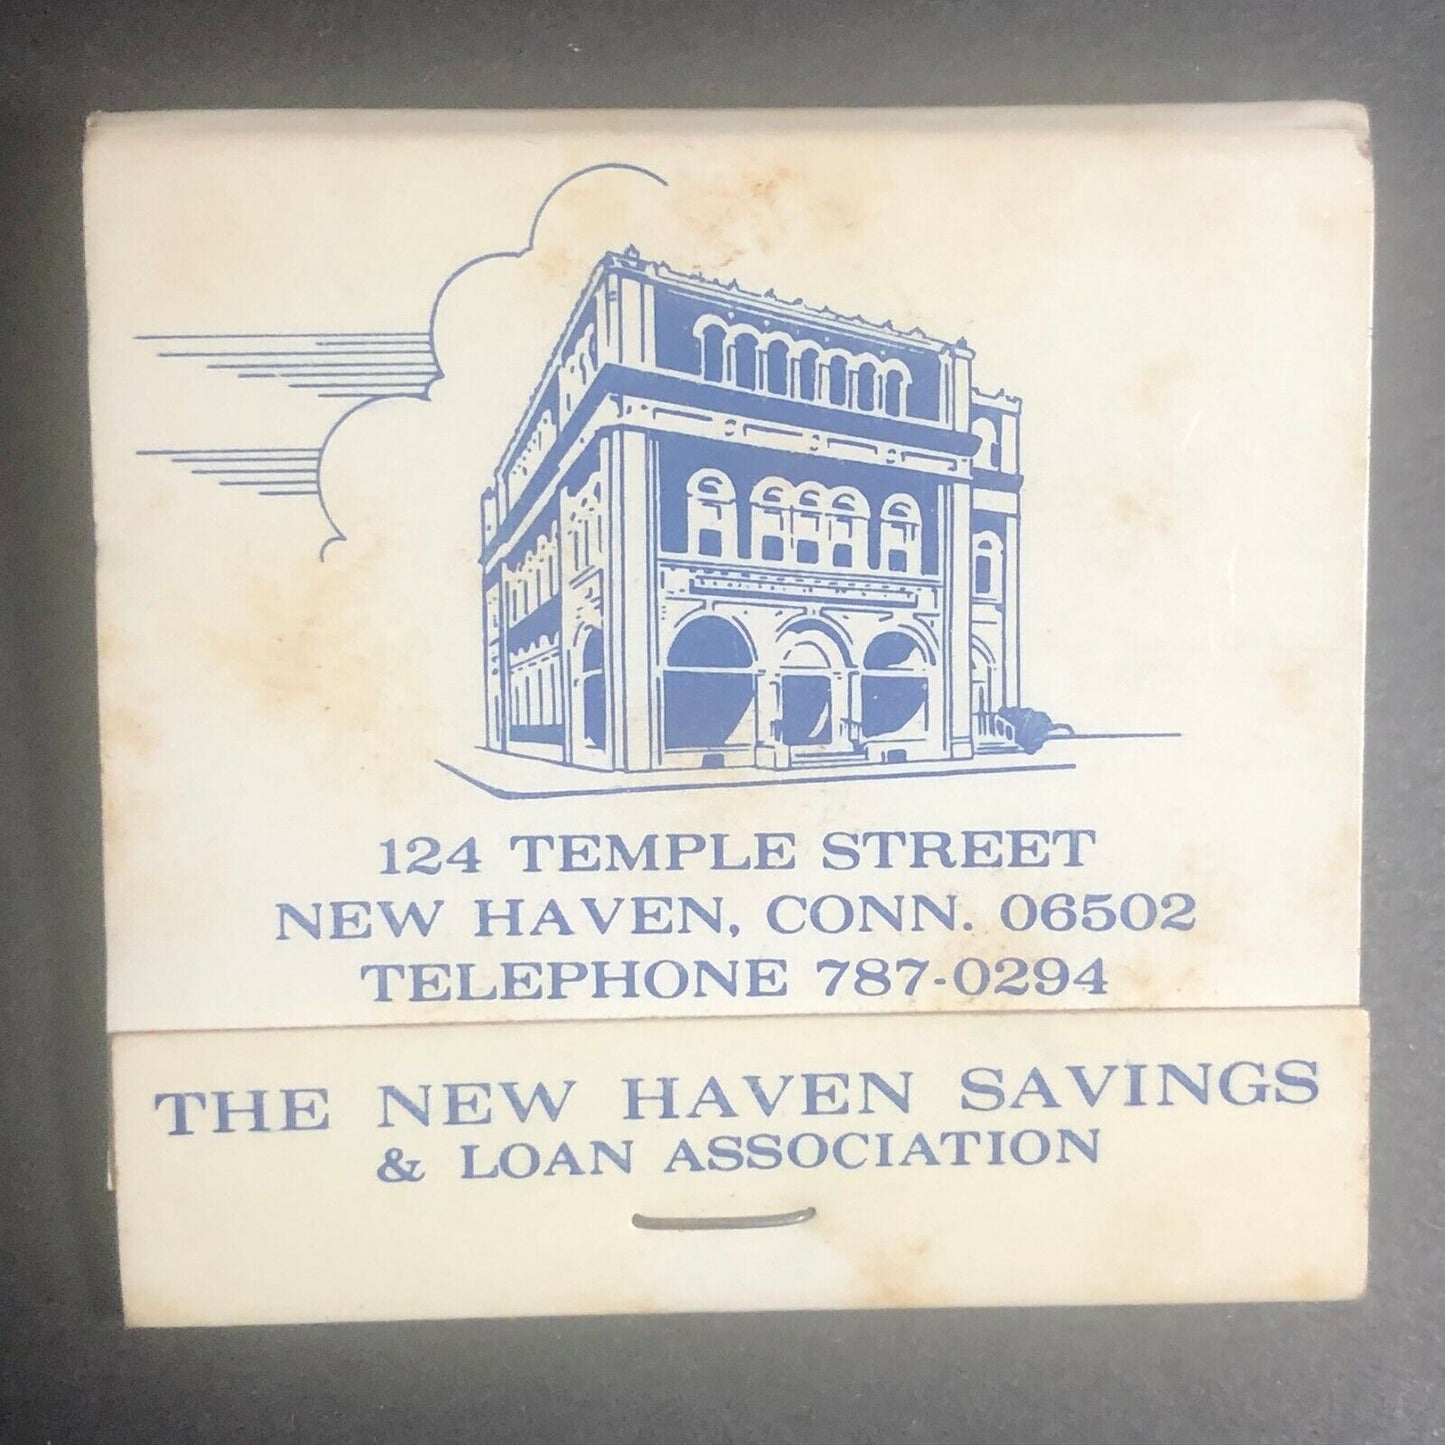 124 TEMPLE STREET
NEW HAVEN, CONN. 06502
TELEPHONE 787-0294
THE NEW HAVEN SAVINGS
& LOAN ASSOCIATION